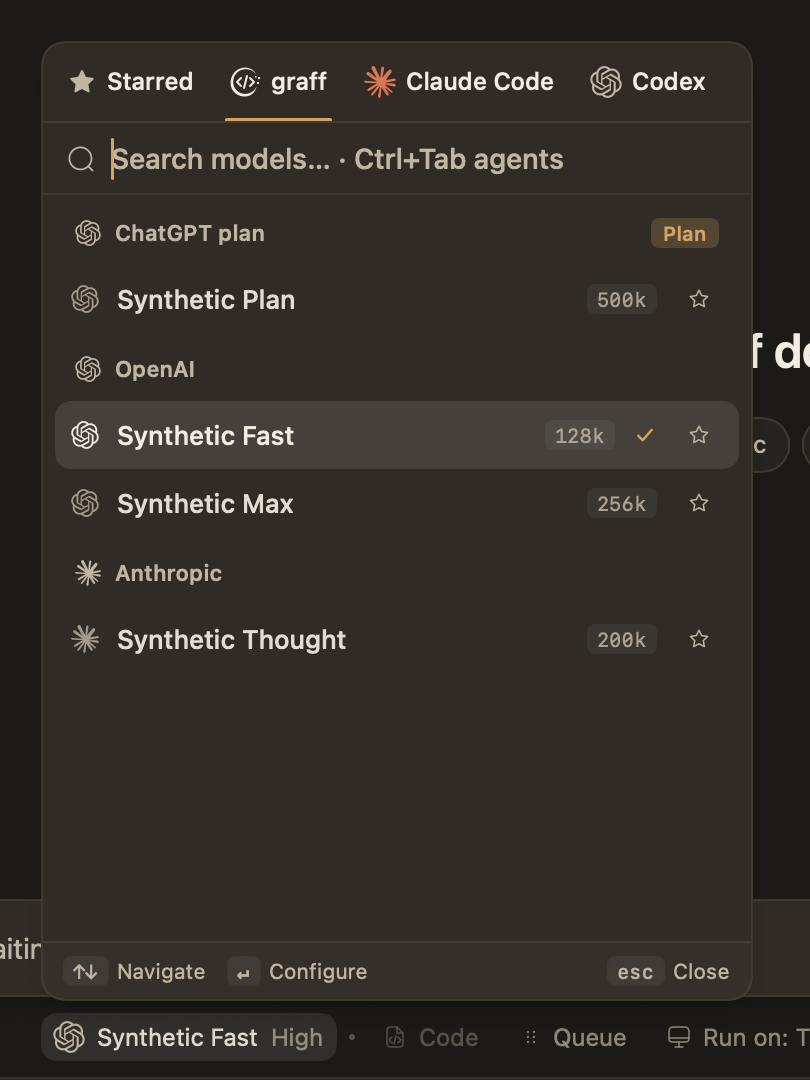 Starred graff Claude Code Codex
Search models... · Ctrl+Tab agents
ChatGPT plan Plan
Synthetic Plan 500k
OpenAI
Synthetic Fast 128k
Synthetic Max 256k
Anthropic
Synthetic Thought 200k
Navigate Configure esc Close
Synthetic Fast High • Code Queue Run on: